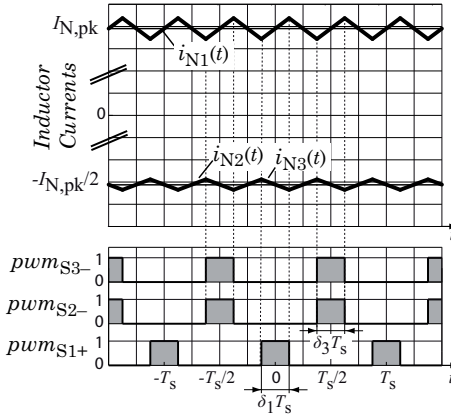 I_N,pk
i_N1(t)
Inductor
Currents
0
i_N2(t) i_N3(t)
-I_N,pk/2
pwm_S3– 1
0
pwm_S2– 1
0
δ_3T_s
pwm_S1+ 1
0
-T_s -T_s/2 0 T_s/2 T_s
δ_1T_s